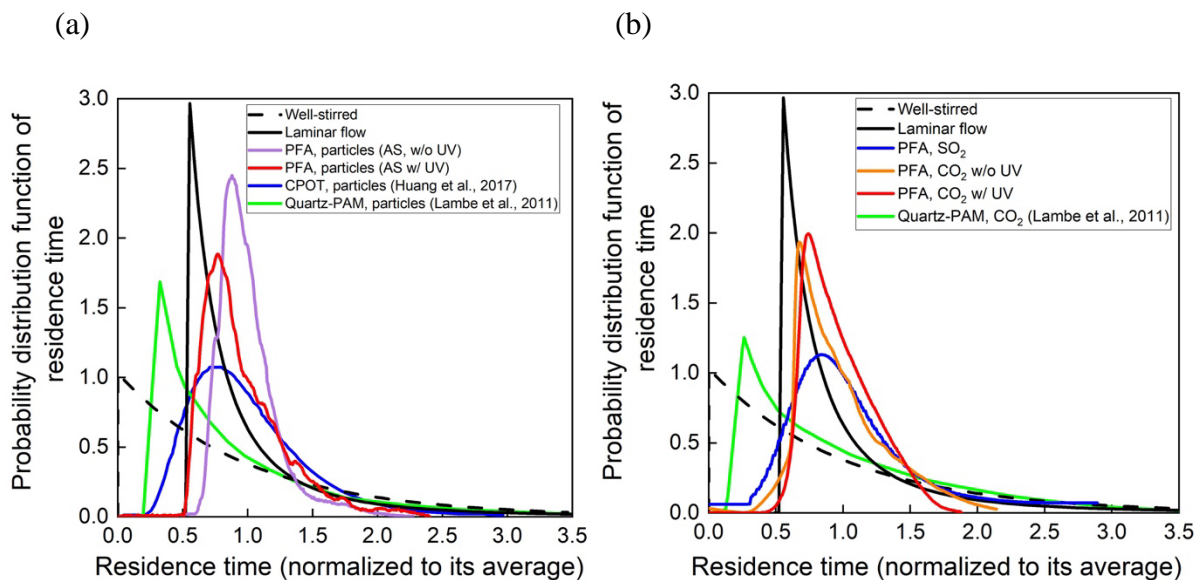 (a)
Probability distribution function of
residence time
3.0
2.5
2.0
1.5
1.0
0.5
0.0
Well-stirred
Laminar flow
PFA, particles (AS, w/o UV)
PFA, particles (AS w/ UV)
CPOT, particles (Huang et al., 2017)
Quartz-PAM, particles (Lambe et al., 2011)
0.0 0.5 1.0 1.5 2.0 2.5 3.0 3.5
Residence time (normalized to its average)
(b)
Probability distribution function of
residence time
3.0
2.5
2.0
1.5
1.0
0.5
0.0
Well-stirred
Laminar flow
PFA, SO₂
PFA, CO₂ w/o UV
PFA, CO₂ w/ UV
Quartz-PAM, CO₂ (Lambe et al., 2011)
0.0 0.5 1.0 1.5 2.0 2.5 3.0 3.5
Residence time (normalized to its average)